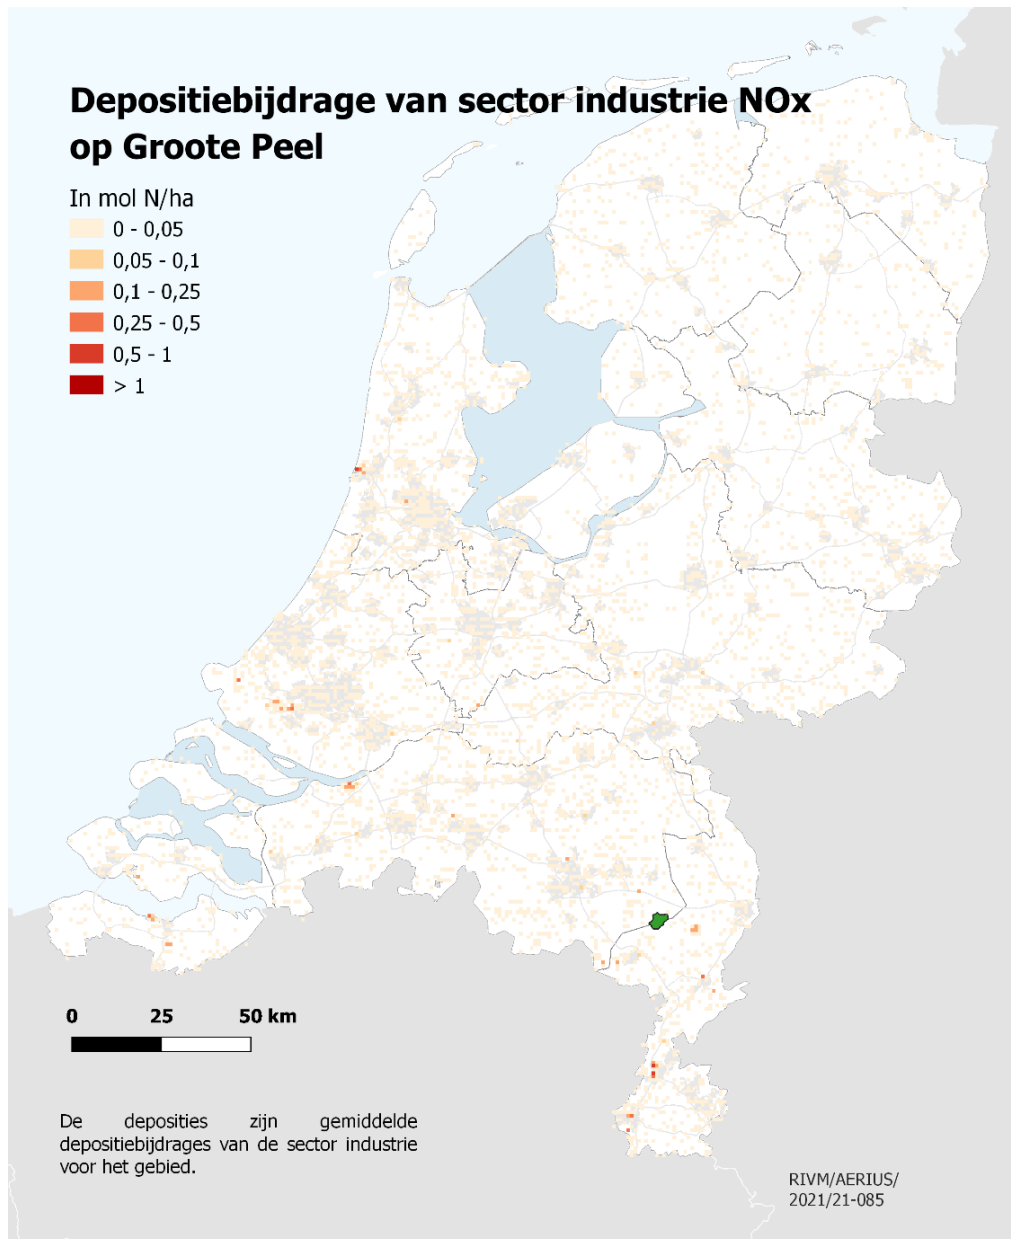 Depositiebijdrage van sector industrie NOx
op Groote Peel
In mol N/ha
0 - 0,05
0,05 - 0,1
0,1 - 0,25
0,25 - 0,5
0,5 - 1
> 1
0 25 50 km
De deposities zijn gemiddelde
depositiebijdrages van de sector industrie
voor het gebied.
RIVM/AERIUS/
2021/21-085